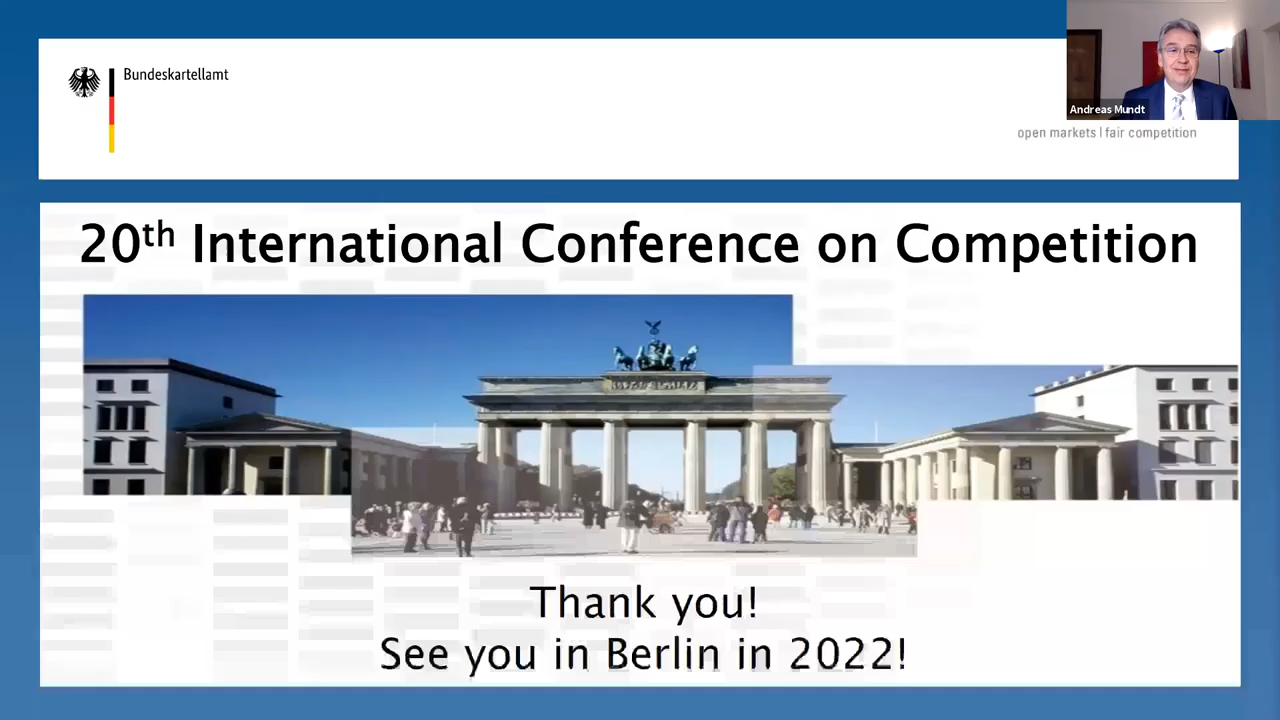 Bundeskartellamt
Andreas Mundt
open markets | fair competition
20th International Conference on Competition
Thank you!
See you in Berlin in 2022!